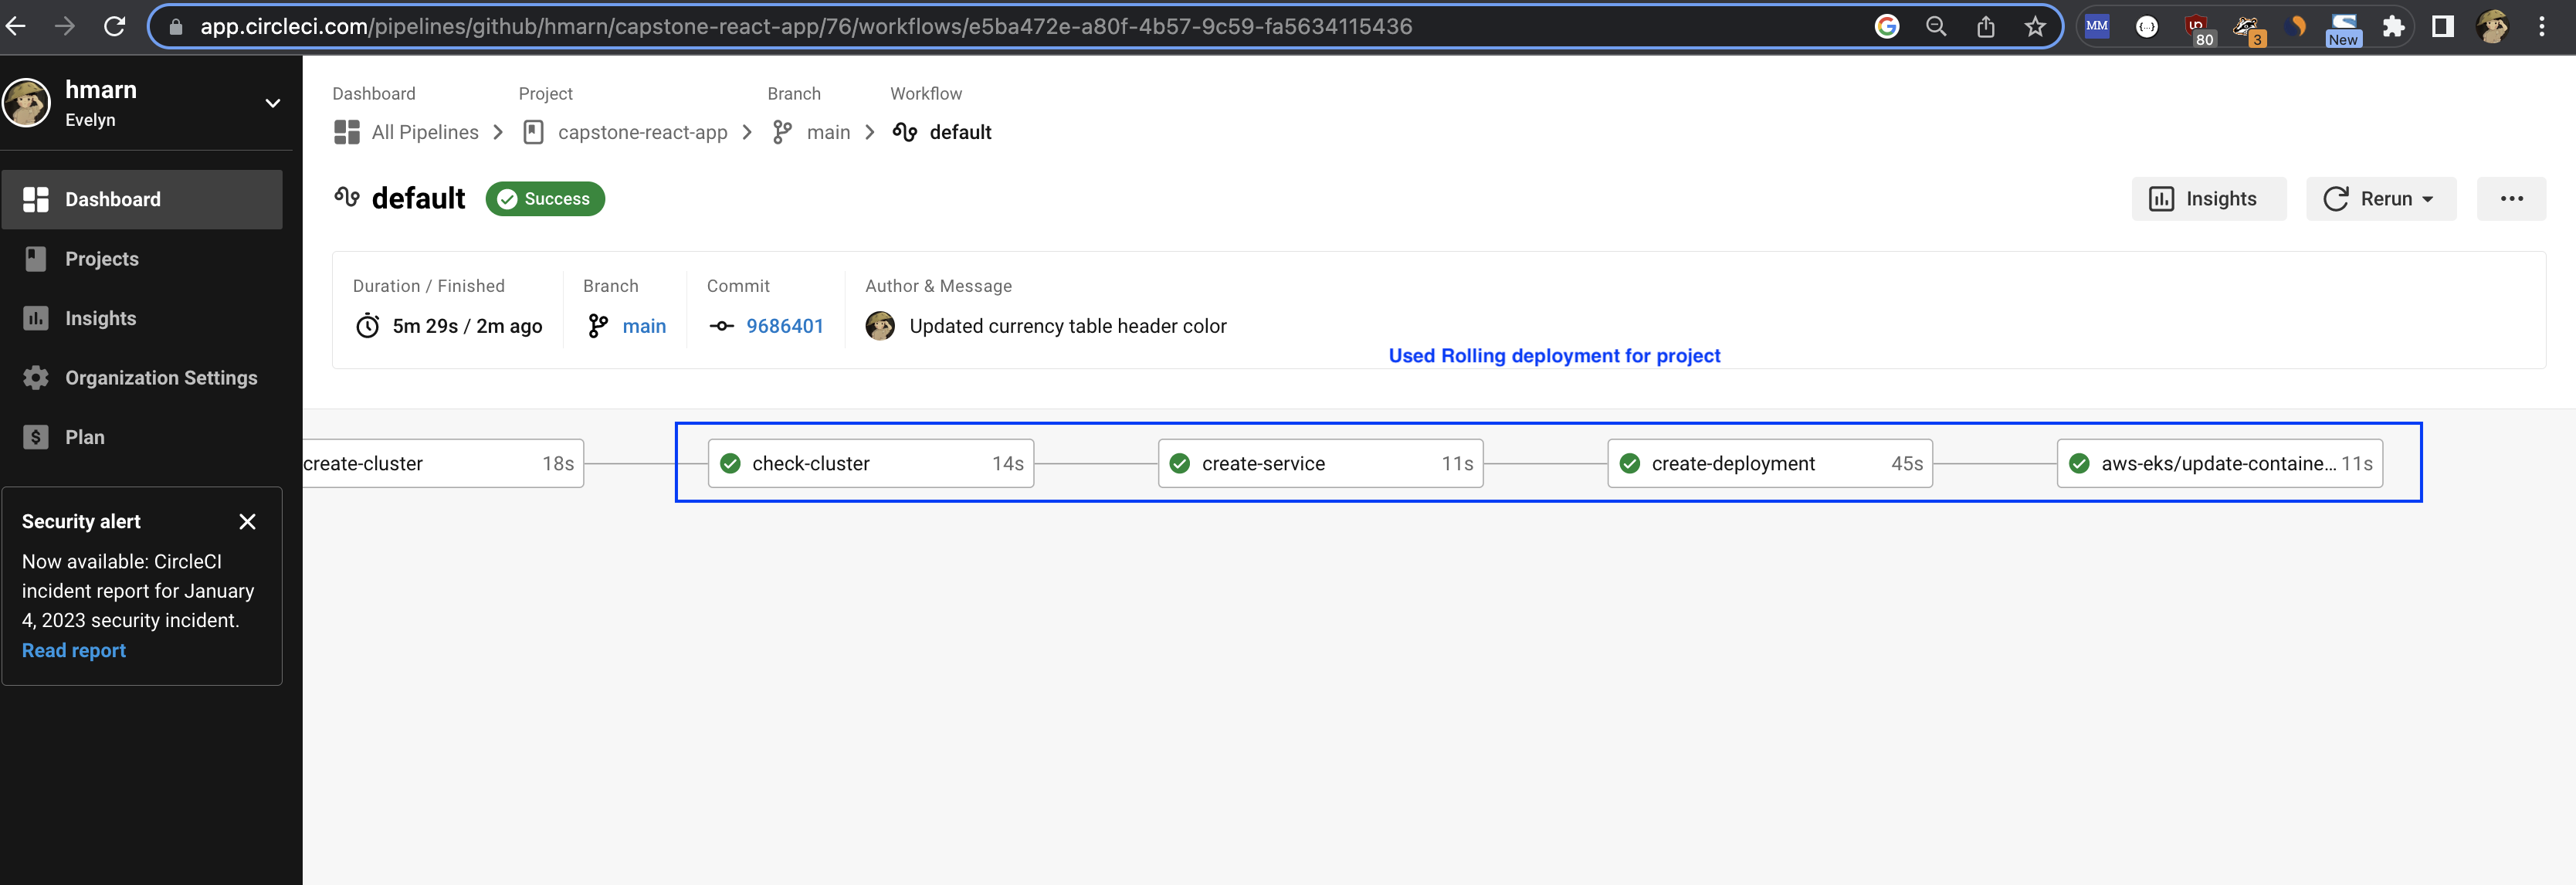 app.circleci.com/pipelines/github/hmarn/capstone-react-app/76/workflows/e5ba472e-a80f-4b57-9c59-fa5634115436
MM
80
3
New
hmarn
Evelyn
Dashboard
Projects
Insights
Organization Settings
Plan
Security alert
Now available: CircleCI
incident report for January
4, 2023 security incident.
Read report
Dashboard Project Branch Workflow
All Pipelines capstone-react-app main default
default Success
Insights Rerun
Duration / Finished Branch Commit Author & Message
5m 29s / 2m ago main 9686401 Updated currency table header color
Used Rolling deployment for project
create-cluster 18s check-cluster 14s create-service 11s create-deployment 45s aws-eks/update-containe... 11s